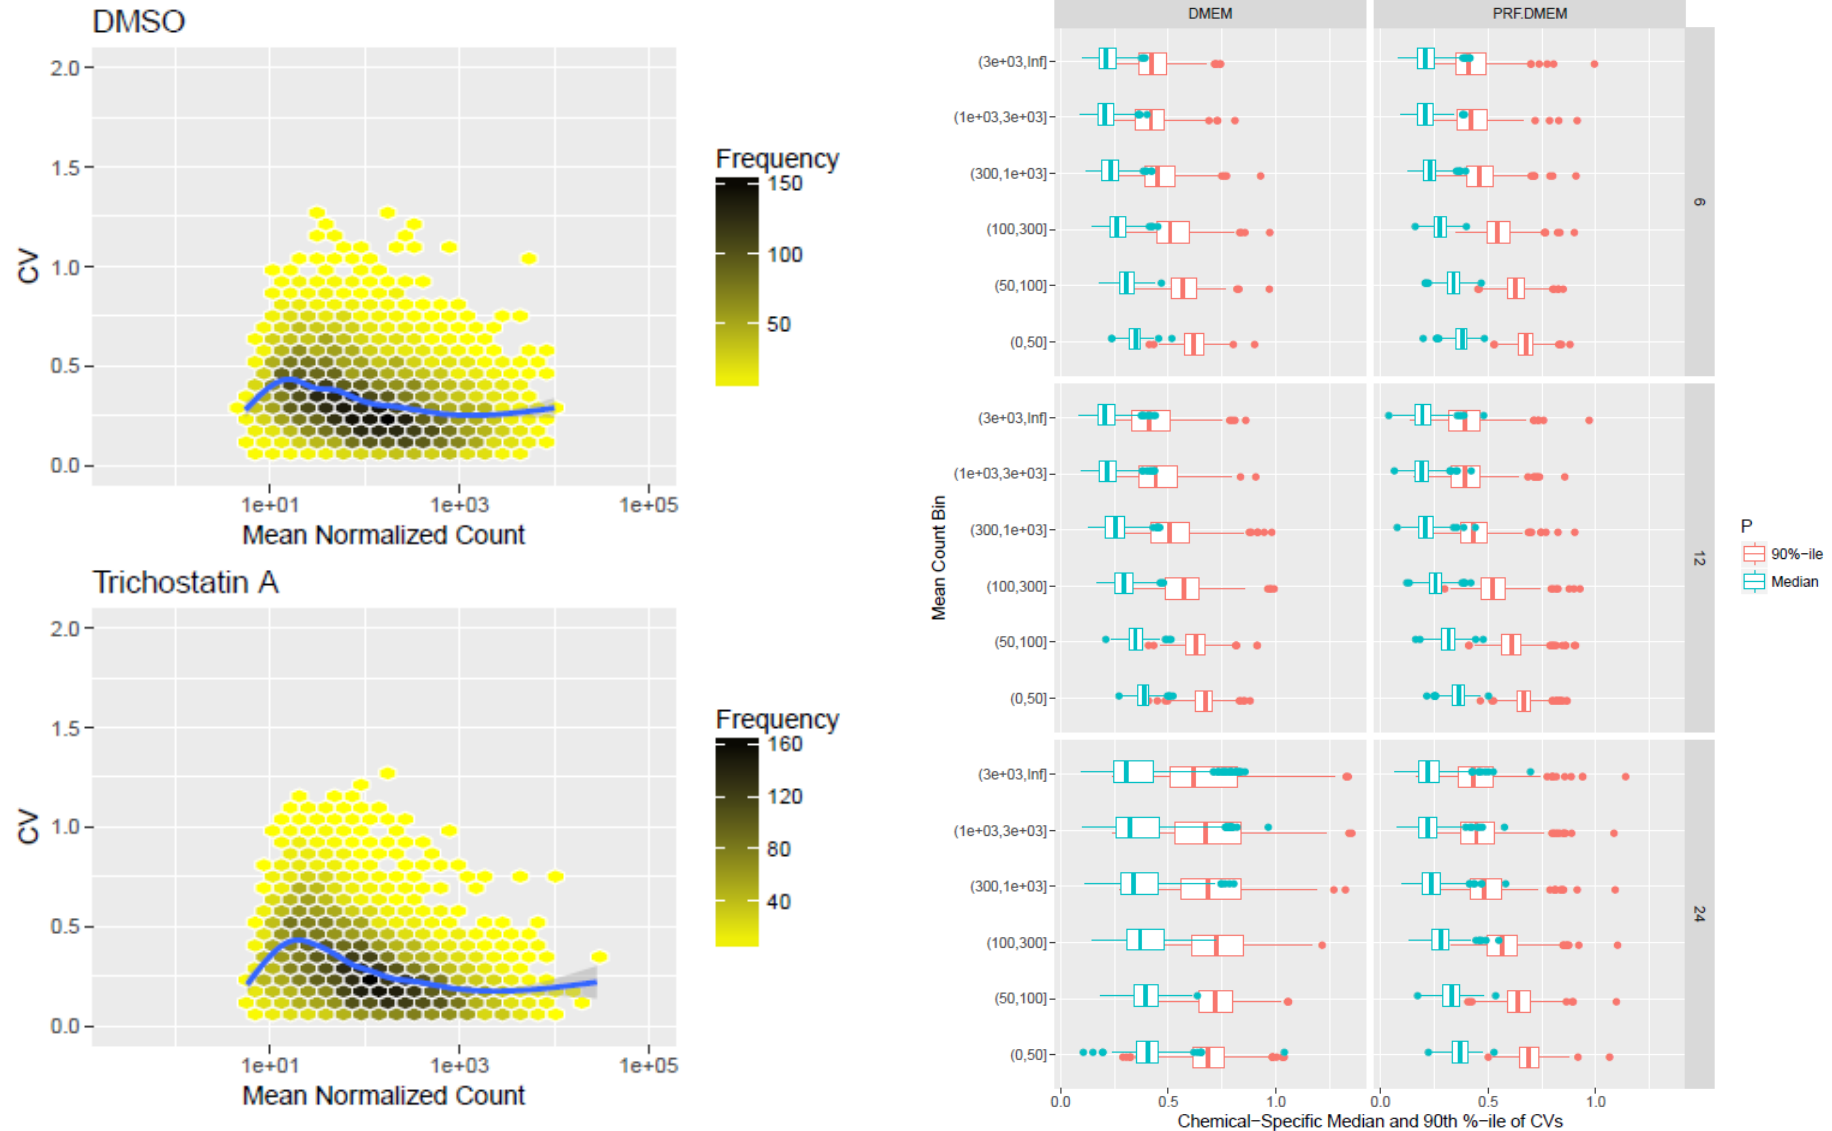 DMSO
2.0
1.5
1.0
0.5
0.0
CV
1e+01 1e+03 1e+05
Mean Normalized Count
Frequency
150
100
50
Trichostatin A
2.0
1.5
1.0
0.5
0.0
CV
1e+01 1e+03 1e+05
Mean Normalized Count
Frequency
160
120
80
40
DMEM PRF.DMEM
Mean Count Bin
(3e+03,Inf]
(1e+03,3e+03]
(300,1e+03]
(100,300]
(50,100]
(0,50]
6
(3e+03,Inf]
(1e+03,3e+03]
(300,1e+03]
(100,300]
(50,100]
(0,50]
12
(3e+03,Inf]
(1e+03,3e+03]
(300,1e+03]
(100,300]
(50,100]
(0,50]
24
0.0 0.5 1.0 0.0 0.5 1.0
Chemical−Specific Median and 90th %−ile of CVs
P
90%−ile
Median